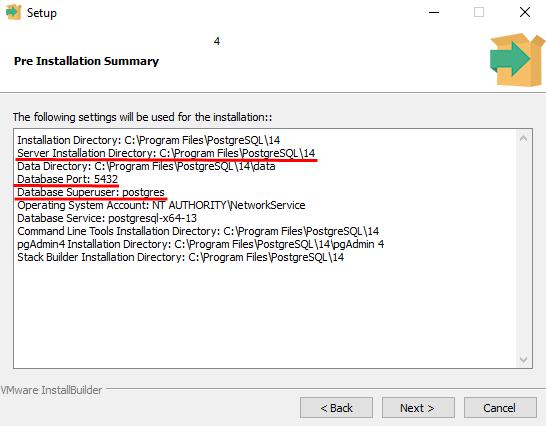 Setup
4
Pre Installation Summary
The following settings will be used for the installation::
Installation Directory: C:\Program Files\PostgreSQL\14
Server Installation Directory: C:\Program Files\PostgreSQL\14
Data Directory: C:\Program Files\PostgreSQL\14\data
Database Port: 5432
Database Superuser: postgres
Operating System Account: NT AUTHORITY\NetworkService
Database Service: postgresql-x64-13
Command Line Tools Installation Directory: C:\Program Files\PostgreSQL\14
pgAdmin4 Installation Directory: C:\Program Files\PostgreSQL\14\pgAdmin 4
Stack Builder Installation Directory: C:\Program Files\PostgreSQL\14
VMware InstallBuilder
< Back
Next >
Cancel